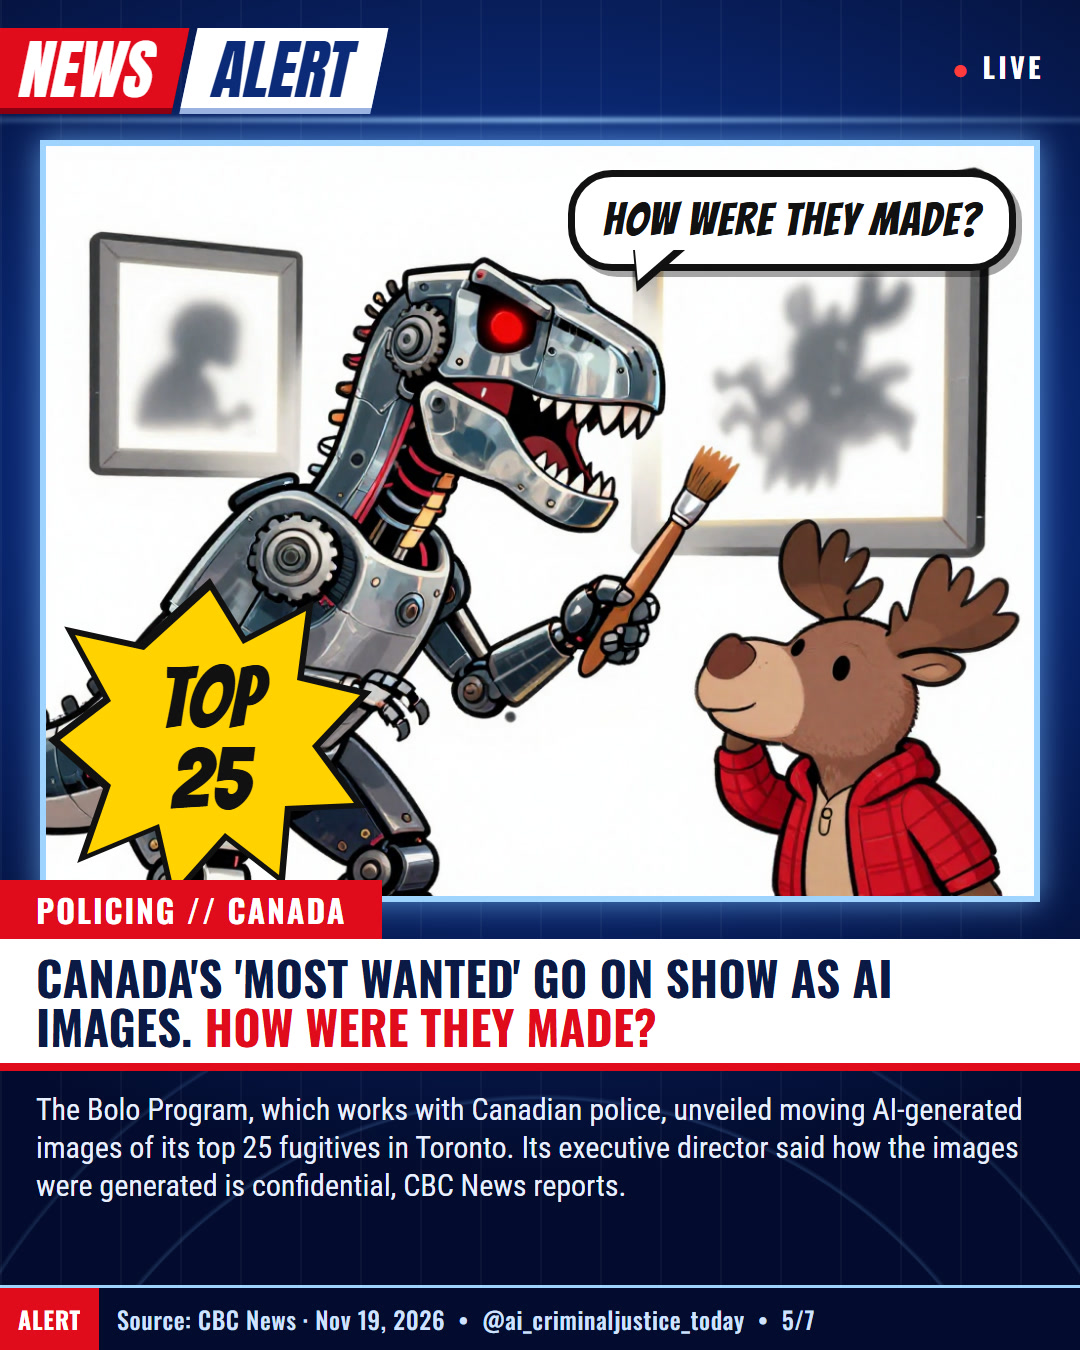 NEWS ALERT
LIVE
HOW WERE THEY MADE?
TOP
25
POLICING // CANADA
CANADA'S 'MOST WANTED' GO ON SHOW AS AI
IMAGES. HOW WERE THEY MADE?
The Bolo Program, which works with Canadian police, unveiled moving AI-generated
images of its top 25 fugitives in Toronto. Its executive director said how the images
were generated is confidential, CBC News reports.
ALERT Source: CBC News · Nov 19, 2026 • @ai_criminaljustice_today • 5/7